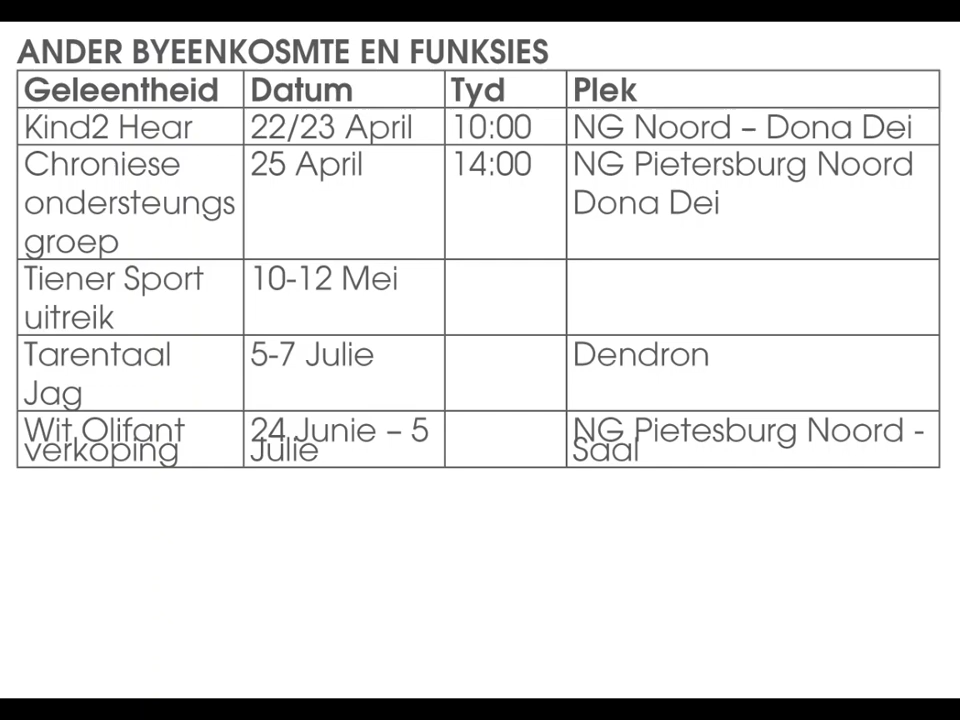 ANDER BYEENKOSMTE EN FUNKSIES
Geleentheid Datum Tyd Plek
Kind2 Hear 22/23 April 10:00 NG Noord – Dona Dei
Chroniese 25 April 14:00 NG Pietersburg Noord
ondersteungs Dona Dei
groep
Tiener Sport 10-12 Mei
uitreik
Tarentaal 5-7 Julie Dendron
Jag
Wit Olifant 24 Junie – 5 NG Pietesburg Noord -
verkoping Julie Saal